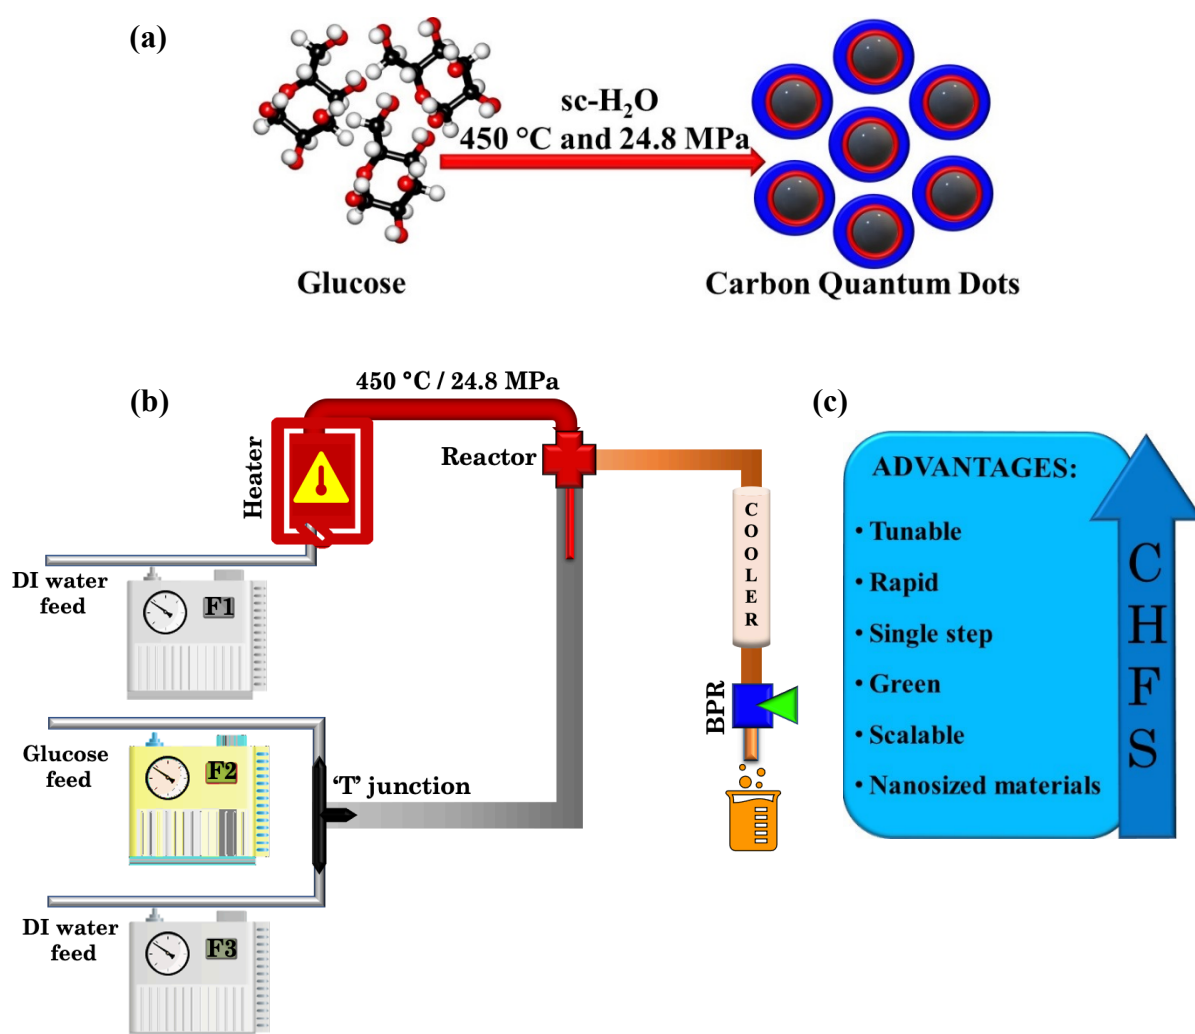 (a)
sc-H₂O
450 °C and 24.8 MPa
Glucose
Carbon Quantum Dots
(b)
450 °C / 24.8 MPa
Heater
Reactor
COOLER
DI water
feed
F1
BPR
Glucose
feed
F2
'T' junction
DI water
feed
F3
(c)
ADVANTAGES:
• Tunable
• Rapid
• Single step
• Green
• Scalable
• Nanosized materials
CHFS